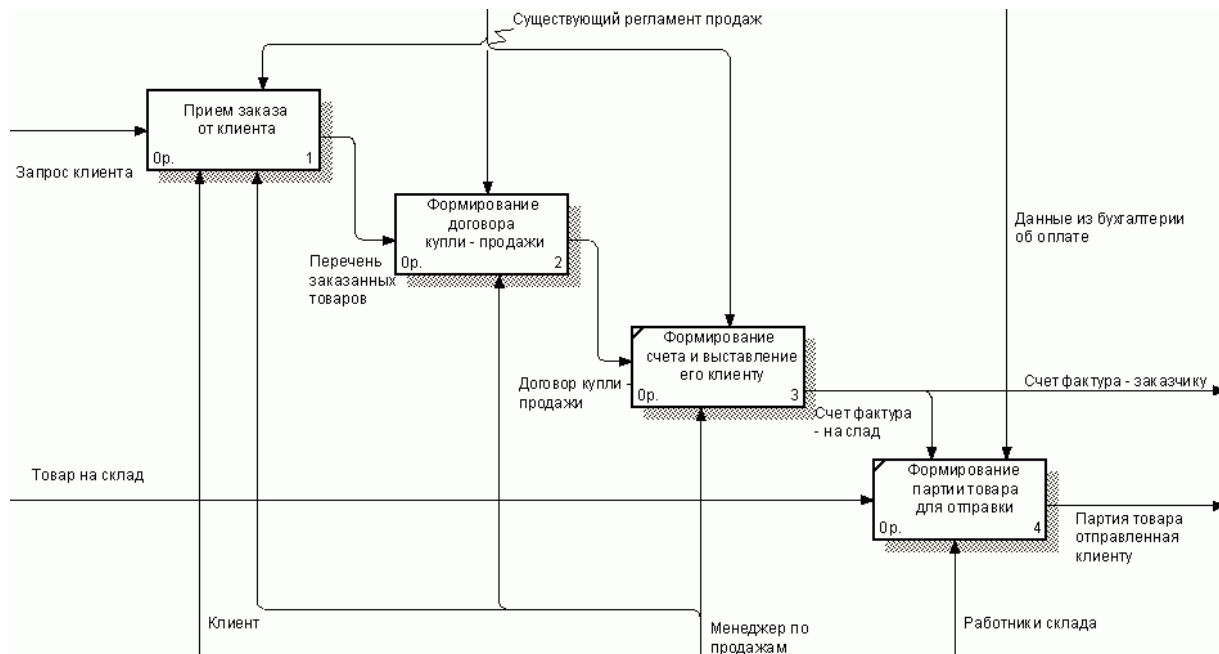 Существующий регламент продаж
Прием заказа
от клиента
0р.
1
Запрос клиента
Формирование
договора
купли - продажи
0р.
2
Данные из бухгалтерии
об оплате
Перечень
заказанных
товаров
Формирование
счета и выставление
его клиенту
0р.
3
Договор купли -
продажи
Счет фактура - заказчику
Счет фактура
- на слад
Товар на склад
Формирование
партии товара
для отправки
0р.
4
Партия товара
отправленная
клиенту
Клиент
Менеджер по
продажам
Работники склада